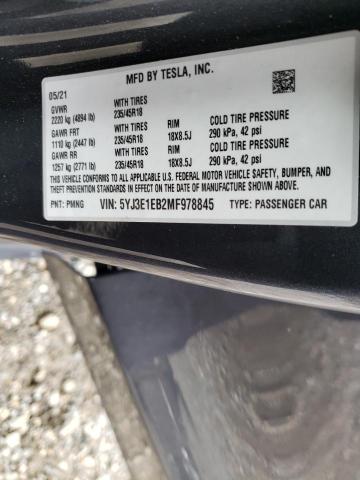 MFD BY TESLA, INC.
05/21
GVWR WITH TIRES
2220 kg (4894 lb) 235/45R18
GAWR FRT WITH TIRES RIM COLD TIRE PRESSURE
1110 kg (2447 lb) 235/45R18 18X8.5J 290 kPa, 42 psi
GAWR RR WITH TIRES RIM COLD TIRE PRESSURE
1257 kg (2771 lb) 235/45R18 18X8.5J 290 kPa, 42 psi
THIS VEHICLE CONFORMS TO ALL APPLICABLE U.S. FEDERAL MOTOR VEHICLE SAFETY, BUMPER, AND
THEFT PREVENTION STANDARDS IN EFFECT ON THE DATE OF MANUFACTURE SHOWN ABOVE.
PNT: PMNG VIN: 5YJ3E1EB2MF978845 TYPE: PASSENGER CAR